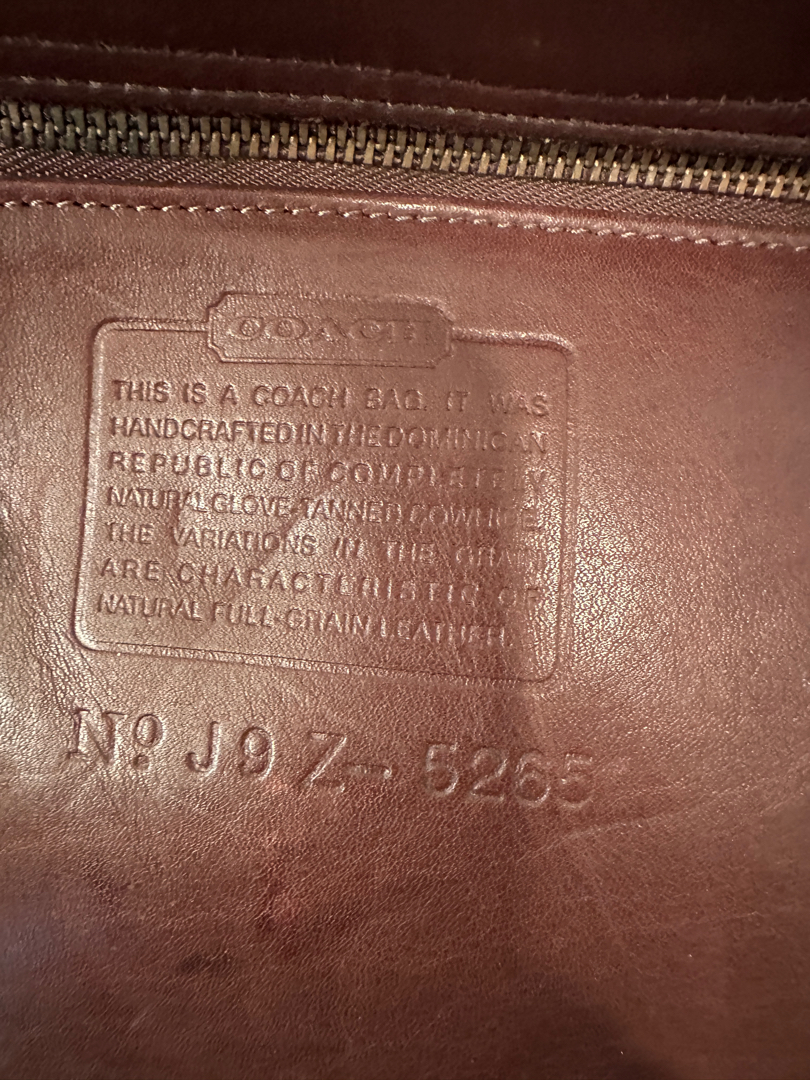 COACH
THIS IS A COACH BAG. IT WAS
HANDCRAFTED IN THE DOMINICAN
REPUBLIC OF COMPLETELY
NATURAL GLOVE-TANNED COWHIDE.
THE VARIATIONS IN THE GRAIN
ARE CHARACTERISTIC OF
NATURAL FULL-GRAIN LEATHER.
Nº J9Z-5265